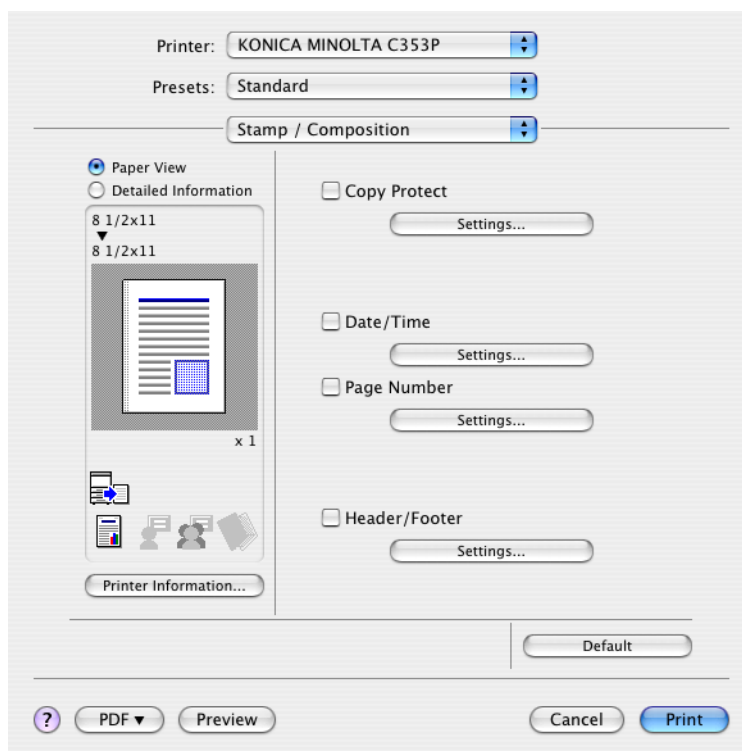 Printer: KONICA MINOLTA C353P
Presets: Standard
Stamp / Composition
Paper View
Detailed Information
8 1/2x11
8 1/2x11
x 1
Printer Information...
Copy Protect
Settings...
Date/Time
Settings...
Page Number
Settings...
Header/Footer
Settings...
Default
? PDF▼ Preview Cancel Print